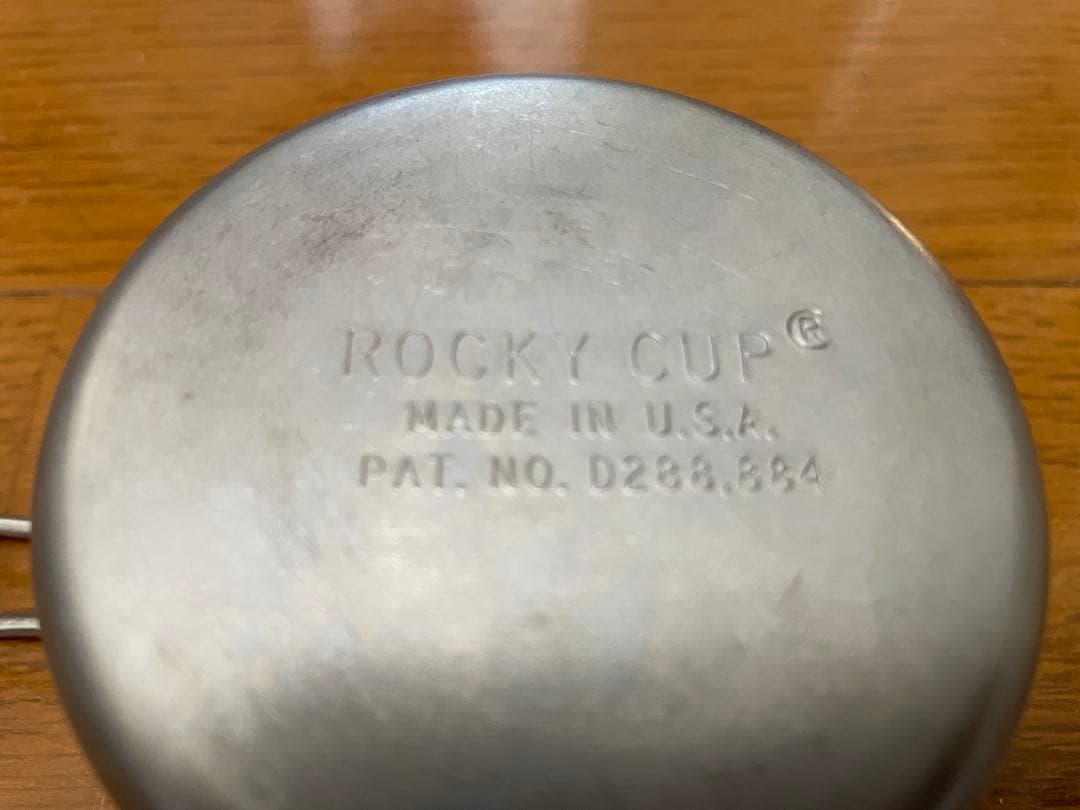 ROCKY CUP®
MADE IN U.S.A.
PAT. NO. D288,884